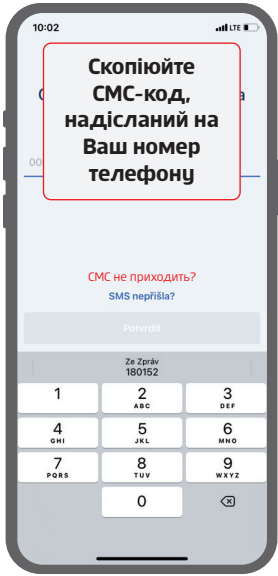 10:02
LTE
Скопіюйте
СМС-код,
надісланий на
Ваш номер
телефону
СМС не приходить?
SMS nepřišla?
Potvrdit
Ze Zpráv
180152
1 2 3
ABC DEF
4 5 6
GHI JKL MNO
7 8 9
PQRS TUV WXYZ
0